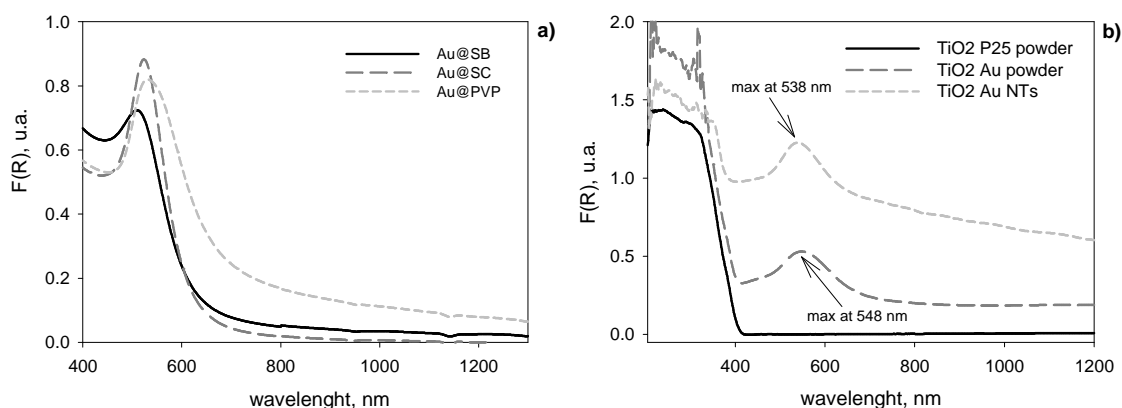 a)
1.0
0.8
0.6
0.4
0.2
0.0
F(R), u.a.
Au@SB
Au@SC
Au@PVP
400 600 800 1000 1200
wavelenght, nm
b)
2.0
1.5
1.0
0.5
0.0
F(R), u.a.
TiO2 P25 powder
TiO2 Au powder
TiO2 Au NTs
max at 538 nm
max at 548 nm
400 600 800 1000 1200
wavelenght, nm